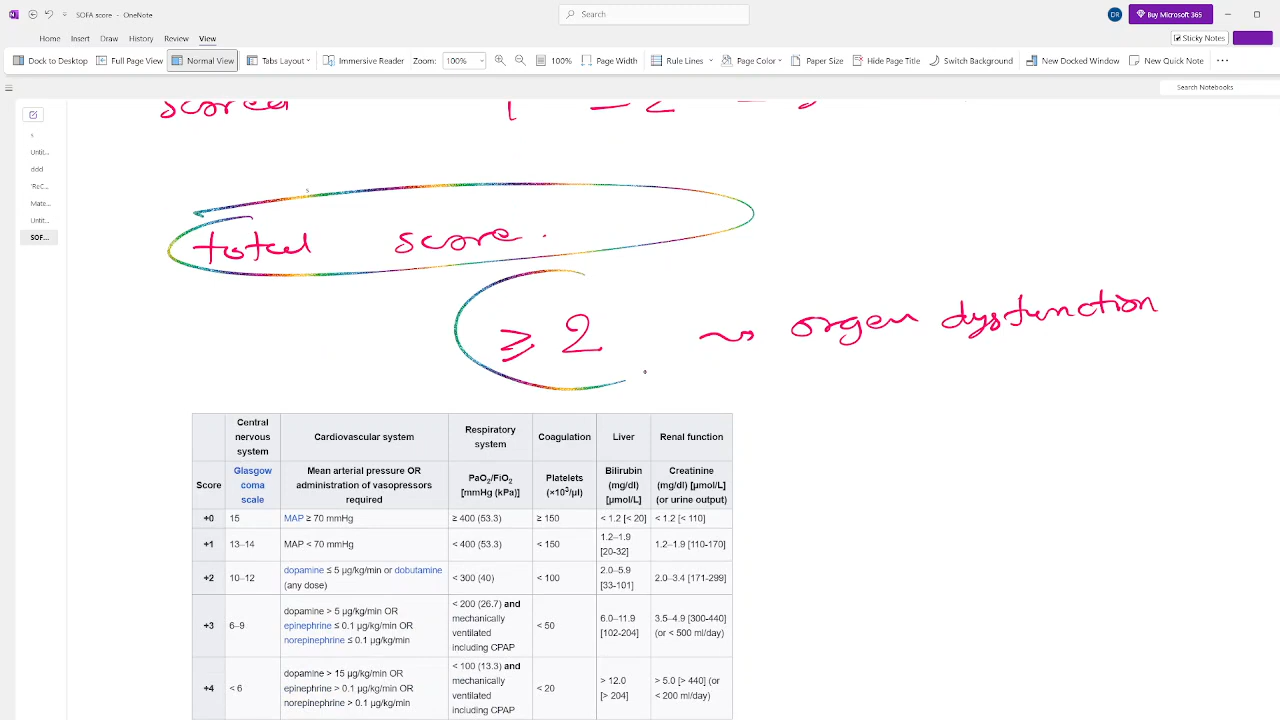 SOFA score - OneNote
Search
DR
Buy Microsoft 365
Home Insert Draw History Review View
Sticky Notes
Dock to Desktop Full Page View Normal View Tabs Layout Immersive Reader Zoom: 100% 100% Page Width Rule Lines Page Color Paper Size Hide Page Title Switch Background New Docked Window New Quick Note
Search Notebooks
s
Untit...
ddd
'ReC...
Mate...
Untit...
SOF...
scored 1 – 2 –
total score.
≥ 2 organ dysfunction
Score
Central nervous system
Glasgow coma scale
Cardiovascular system
Mean arterial pressure OR administration of vasopressors required
Respiratory system
PaO2/FiO2 [mmHg (kPa)]
Coagulation
Platelets (×10³/μl)
Liver
Bilirubin (mg/dl) [μmol/L]
Renal function
Creatinine (mg/dl) [μmol/L] (or urine output)
+0 15 MAP ≥ 70 mmHg ≥ 400 (53.3) ≥ 150 < 1.2 [< 20] < 1.2 [< 110]
+1 13–14 MAP < 70 mmHg < 400 (53.3) < 150 1.2–1.9 [20-32] 1.2–1.9 [110-170]
+2 10–12 dopamine ≤ 5 μg/kg/min or dobutamine (any dose) < 300 (40) < 100 2.0–5.9 [33-101] 2.0–3.4 [171-299]
+3 6–9 dopamine > 5 μg/kg/min OR epinephrine ≤ 0.1 μg/kg/min OR norepinephrine ≤ 0.1 μg/kg/min < 200 (26.7) and mechanically ventilated including CPAP < 50 6.0–11.9 [102-204] 3.5–4.9 [300-440] (or < 500 ml/day)
+4 < 6 dopamine > 15 μg/kg/min OR epinephrine > 0.1 μg/kg/min OR norepinephrine > 0.1 μg/kg/min < 100 (13.3) and mechanically ventilated including CPAP < 20 > 12.0 [> 204] > 5.0 [> 440] (or < 200 ml/day)